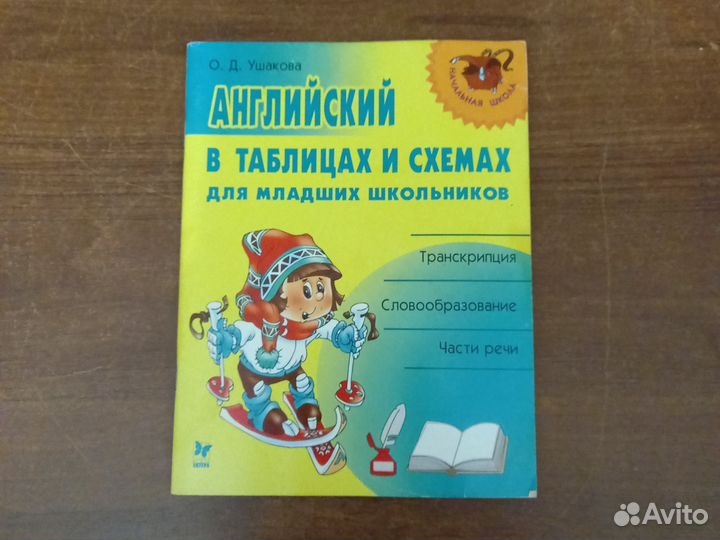 О. Д. Ушакова
НАЧАЛЬНАЯ ШКОЛА
АНГЛИЙСКИЙ
В ТАБЛИЦАХ И СХЕМАХ
ДЛЯ МЛАДШИХ ШКОЛЬНИКОВ
Транскрипция
Словообразование
Части речи
Avito